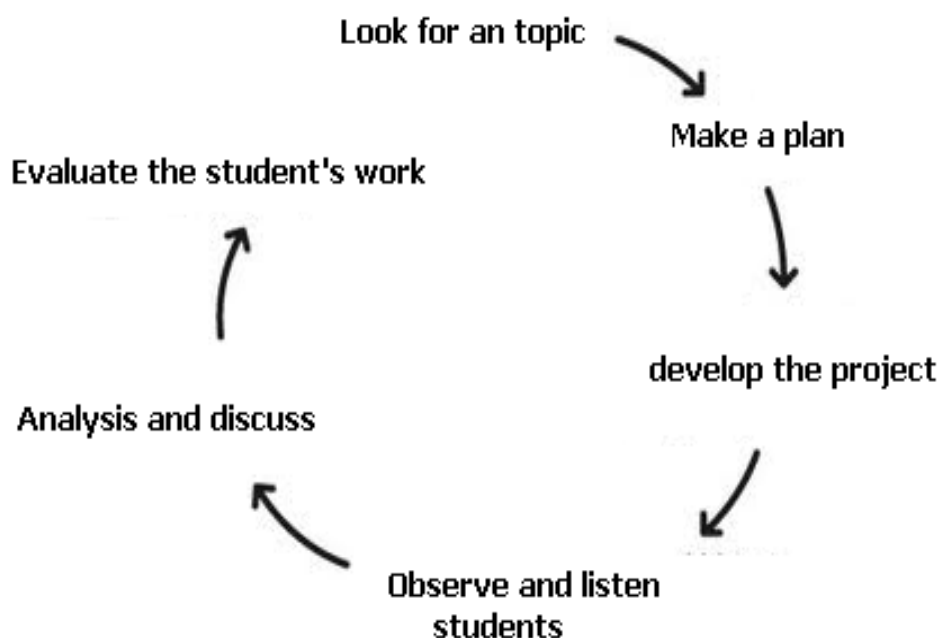 Look for an topic
Make a plan
Evaluate the student's work
develop the project
Analysis and discuss
Observe and listen
students